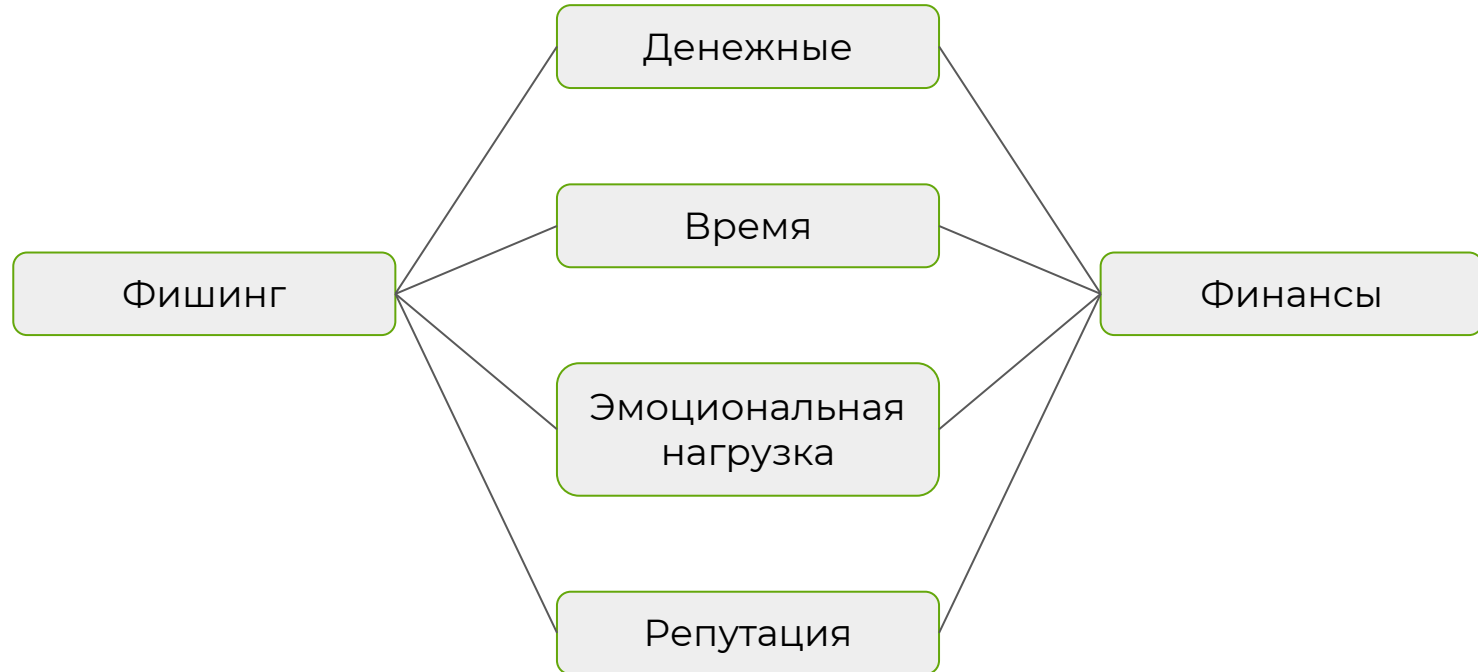 Денежные
Время
Фишинг
Финансы
Эмоциональная
нагрузка
Репутация